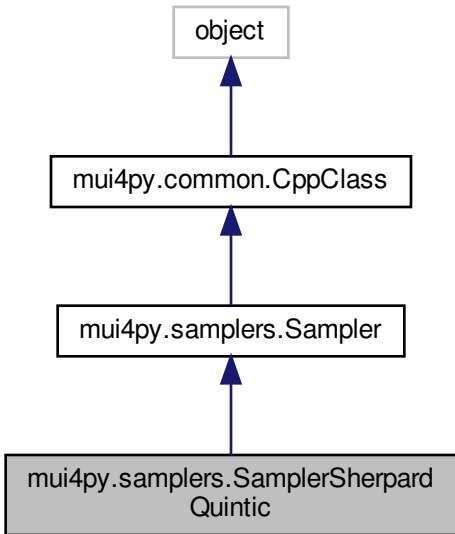 object
mui4py.common.CppClass
mui4py.samplers.Sampler
mui4py.samplers.SamplerSherpard
Quintic